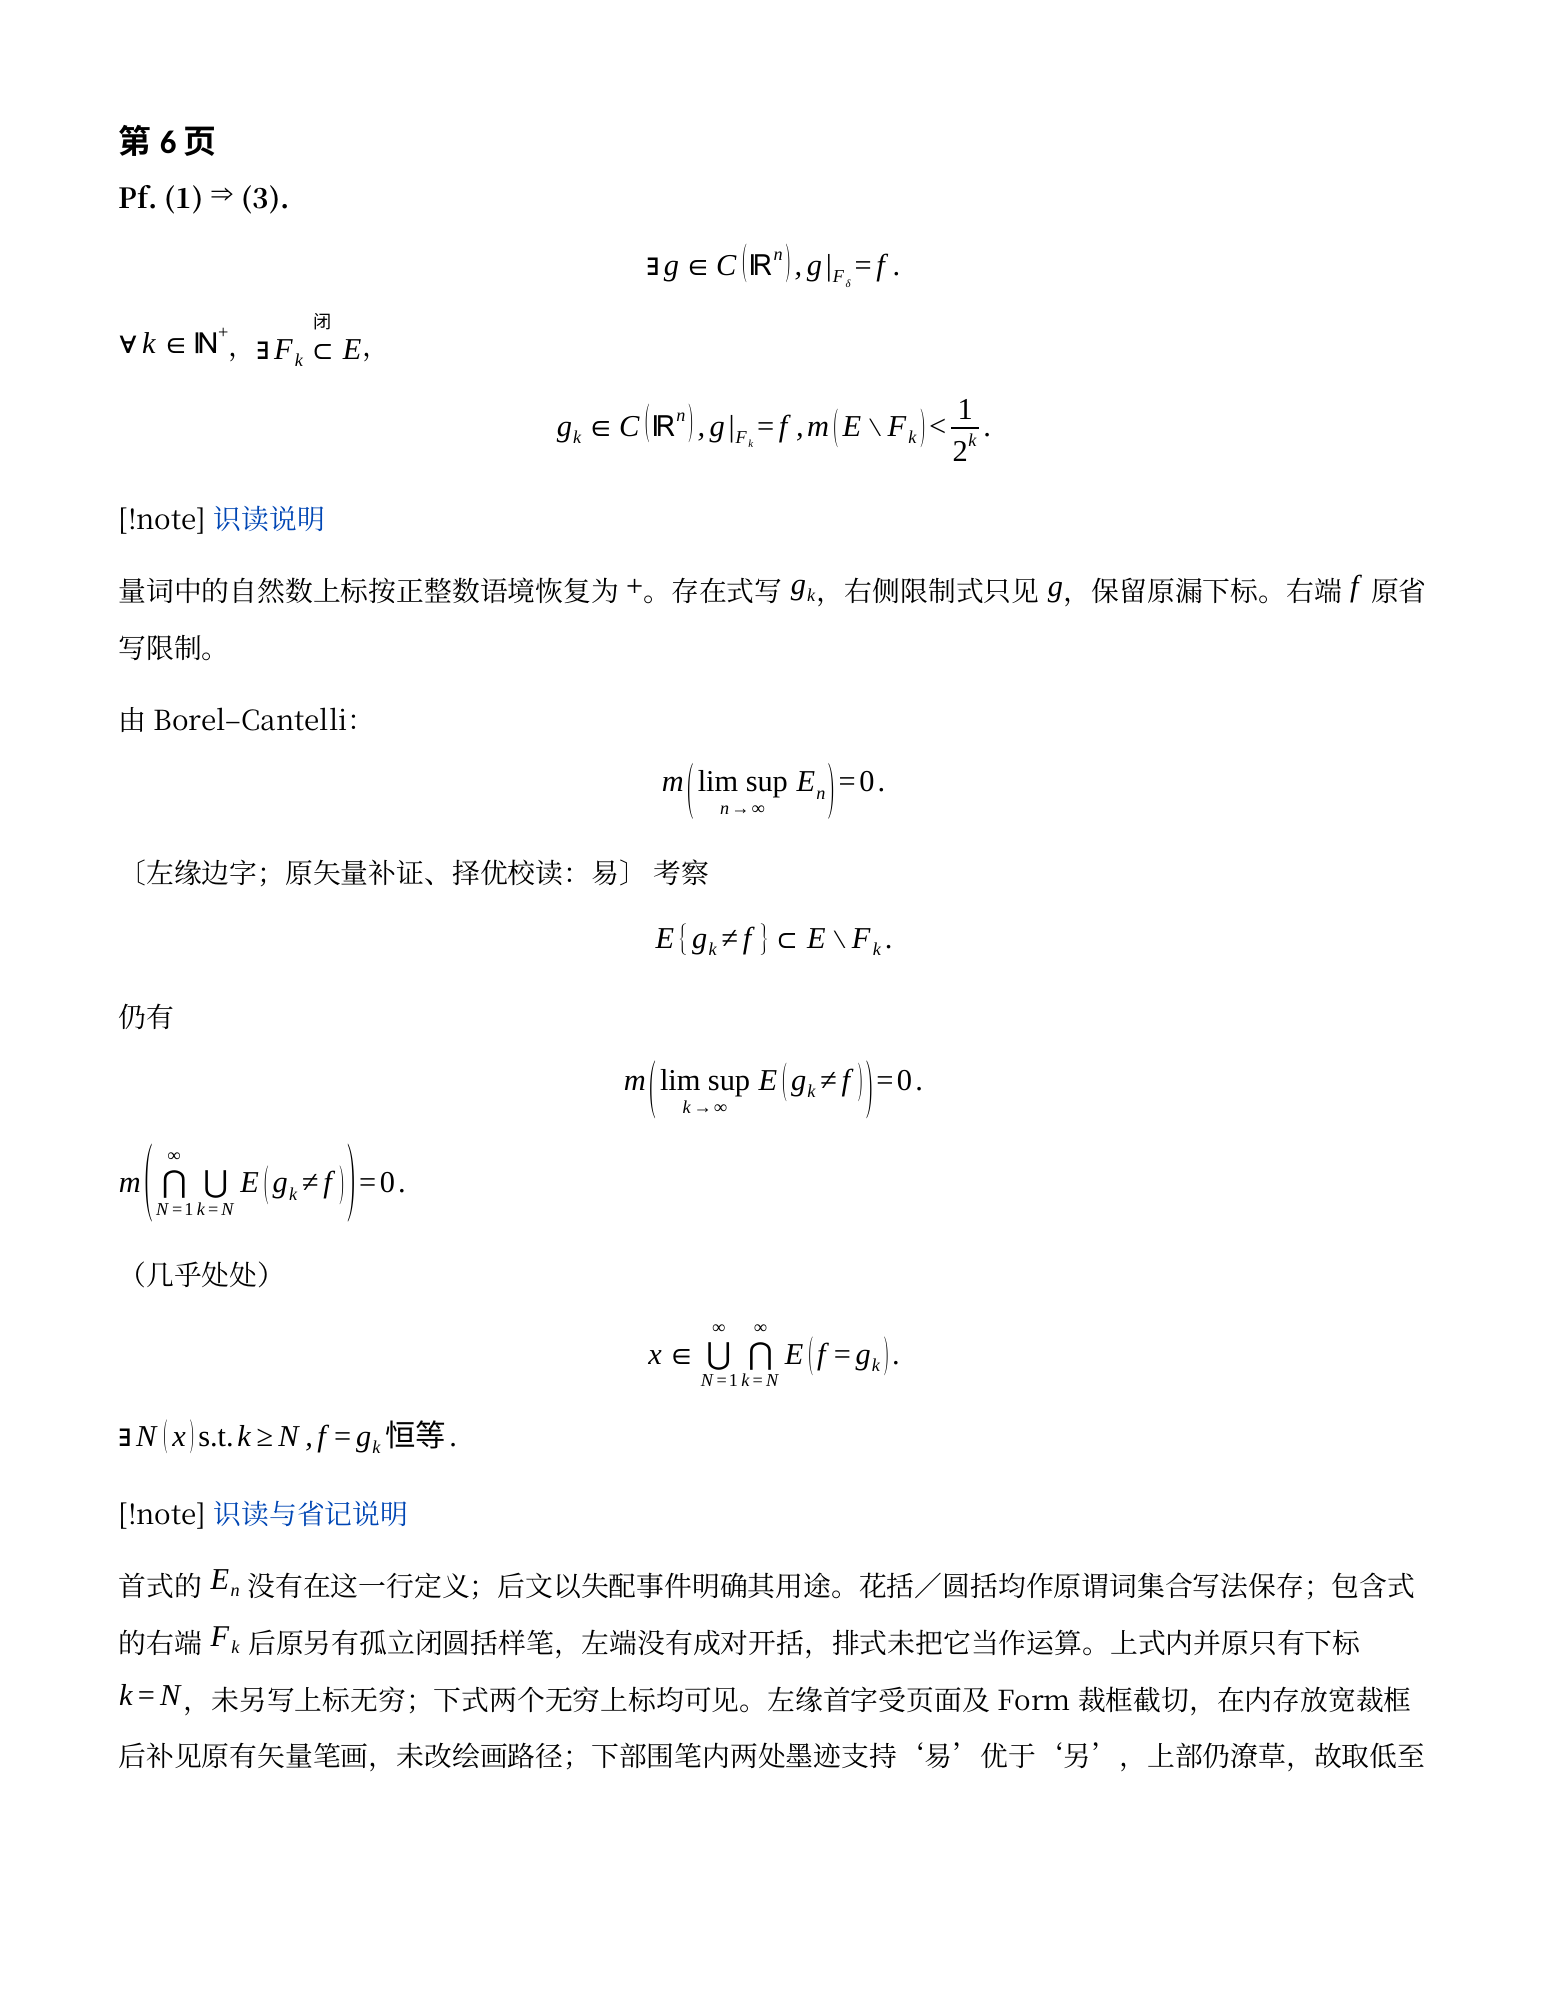 第 6 页
Pf. (1) ⇒ (3).
∃ g ∈ C(ℝⁿ), g|_{F_δ} = f.
∀ k ∈ ℕ⁺, ∃ F_k ⊂^{闭} E,
g_k ∈ C(ℝⁿ), g|_{F_k} = f, m(E ∖ F_k) < 1/2^k.
[!note] 识读说明
量词中的自然数上标按正整数语境恢复为 +。存在式写 g_k，右侧限制式只见 g，保留原漏下标。右端 f 原省
写限制。
由 Borel–Cantelli：
m(lim sup_{n→∞} E_n) = 0.
〔左缘边字；原矢量补证、择优校读：易〕 考察
E{g_k ≠ f} ⊂ E ∖ F_k.
仍有
m(lim sup_{k→∞} E(g_k ≠ f)) = 0.
m(⋂_{N=1}^{∞} ⋃_{k=N} E(g_k ≠ f)) = 0.
（几乎处处）
x ∈ ⋃_{N=1}^{∞} ⋂_{k=N}^{∞} E(f = g_k).
∃ N(x) s.t. k ≥ N, f = g_k 恒等.
[!note] 识读与省记说明
首式的 E_n 没有在这一行定义；后文以失配事件明确其用途。花括／圆括均作原谓词集合写法保存；包含式
的右端 F_k 后原另有孤立闭圆括样笔，左端没有成对开括，排式未把它当作运算。上式内并原只有下标
k = N，未另写上标无穷；下式两个无穷上标均可见。左缘首字受页面及 Form 裁框截切，在内存放宽裁框
后补见原有矢量笔画，未改绘画路径；下部围笔内两处墨迹支持‘易’优于‘另’，上部仍潦草，故取低至